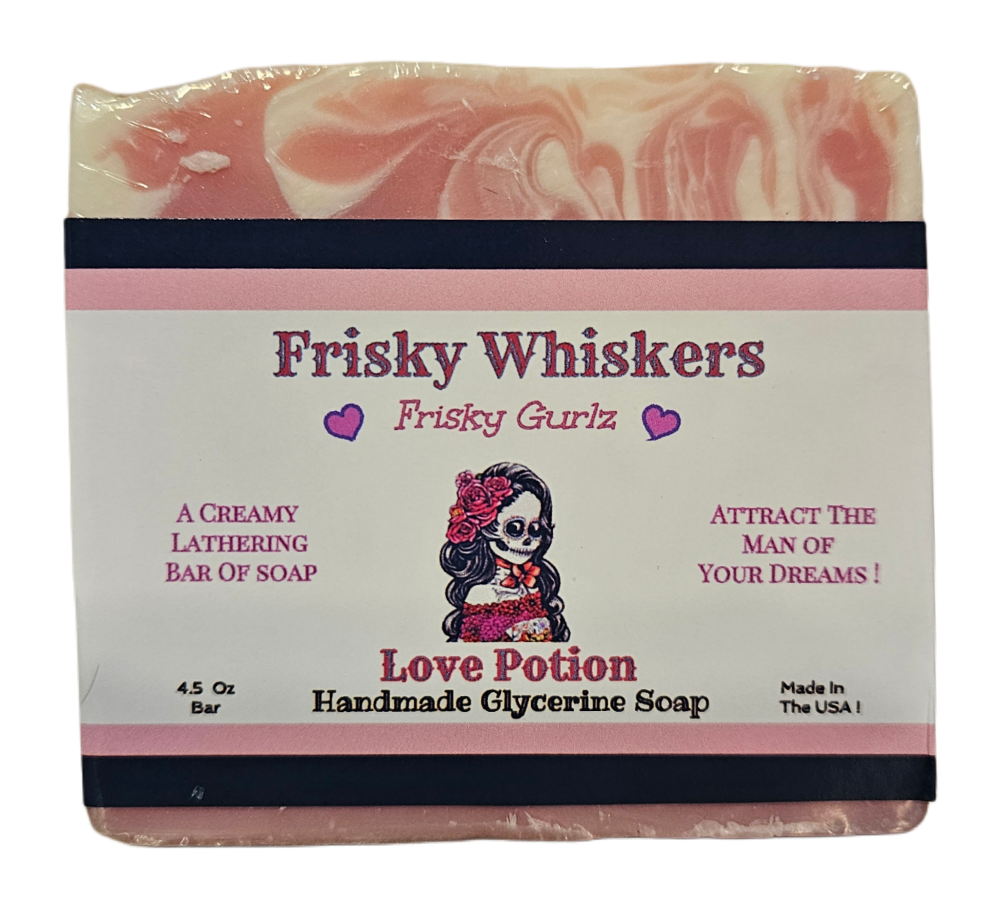 Frisky Whiskers
Frisky Gurlz
A Creamy
Lathering
Bar Of soap
Attract The
Man of
Your Dreams !
Love Potion
Handmade Glycerine Soap
4.5 Oz
Bar
Made In
The USA !